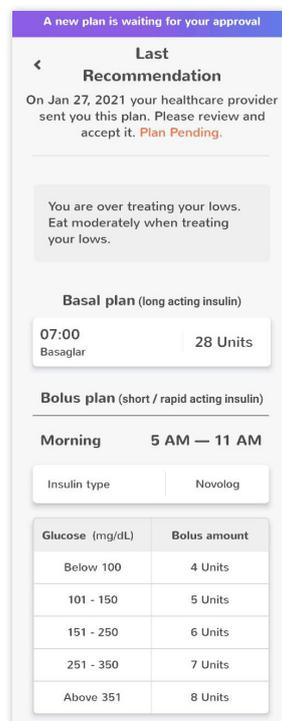 A new plan is waiting for your approval
Last
Recommendation
On Jan 27, 2021 your healthcare provider
sent you this plan. Please review and
accept it. Plan Pending.
You are over treating your lows.
Eat moderately when treating
your lows.
Basal plan (long acting insulin)
07:00
28 Units
Basaglar
Bolus plan (short / rapid acting insulin)
Morning 5 AM — 11 AM
Insulin type Novolog
Glucose (mg/dL) Bolus amount
Below 100 4 Units
101 - 150 5 Units
151 - 250 6 Units
251 - 350 7 Units
Above 351 8 Units